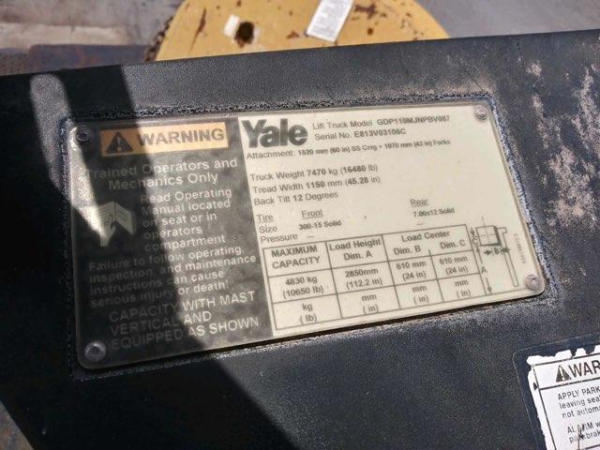 WARNING
Trained Operators and
Mechanics Only
Read Operating
Manual located
on seat or in
operators
compartment
Failure to follow operating,
inspection, and maintenance
instructions can cause
serious injury or death!
CAPACITY WITH MAST
VERTICAL AND
EQUIPPED AS SHOWN
Yale
Lift Truck Model GDP110MJNPBV087
Serial No. E813V03106C
Attachment: 1520 mm (60 in) SS Crrg + 1070 mm (42 in) Forks
Truck Weight 7470 kg (16480 lb)
Tread Width 1150 mm (45.28 in)
Back Tilt 12 Degrees
Tire Front Rear
Size 300-15 Solid 7.00x12 Solid
Pressure — —
MAXIMUM CAPACITY Load Height Dim. A Load Center Dim. B Dim. C
4830 kg 2850mm 610 mm 610 mm
(10650 lb) (112.2 in) (24 in) (24 in)
kg mm mm mm
( lb) ( in) ( in) ( in)
A
B
C
WAR
APPLY PARK
leaving sea
not automa
ALARM w